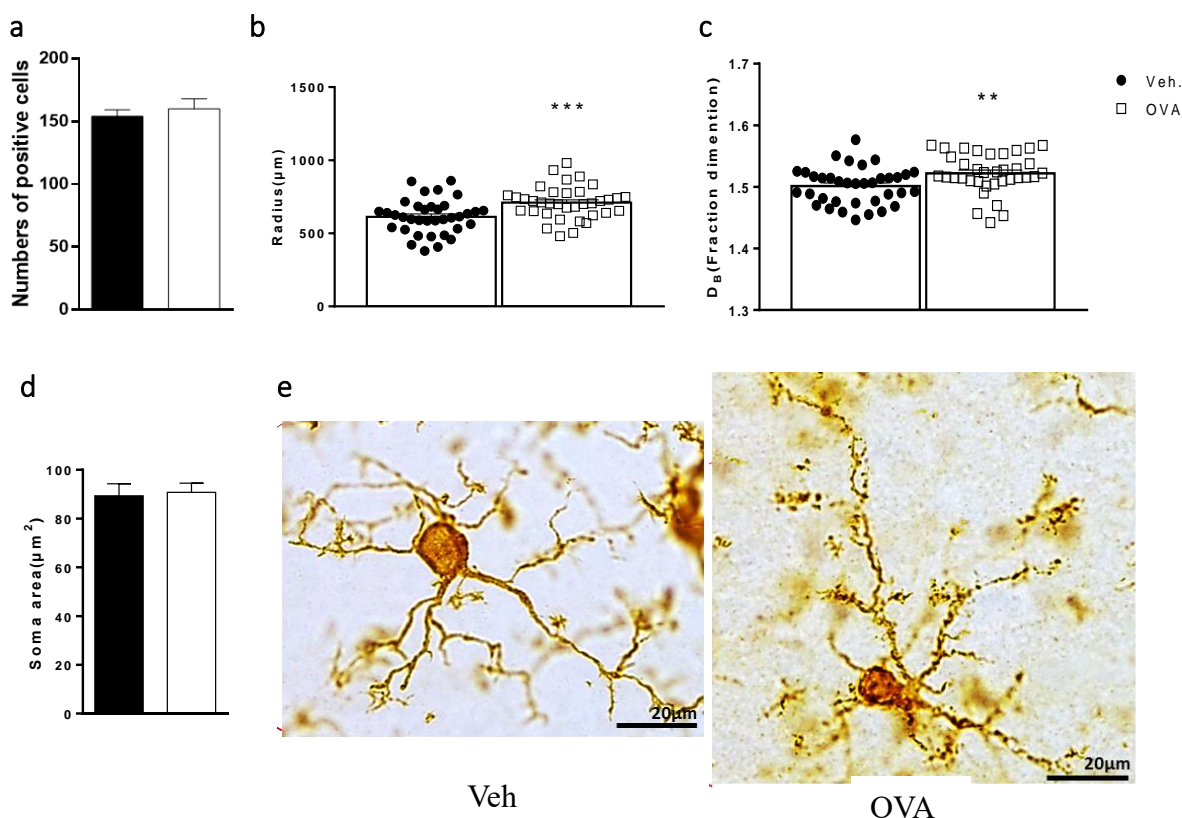 a
Numbers of positive cells
200
150
100
50
0
b
Radius(μm)
1500
1000
500
0
***
c
D_B(Fraction dimention)
1.7
1.6
1.5
1.4
1.3
**
Veh.
OVA
d
Soma area(μm²)
100
80
60
40
20
0
e
20μm
Veh
20μm
OVA